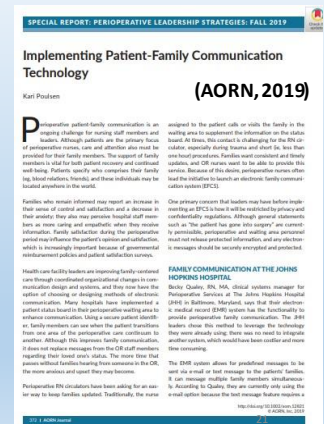 SPECIAL REPORT: PERIOPERATIVE LEADERSHIP STRATEGIES: FALL 2019
Implementing Patient-Family Communication
Technology
Kari Poulsen
(AORN, 2019)
Perioperative patient-family communication is an
ongoing challenge for nursing staff members and
leaders. Although patients are the primary focus
of perioperative nurses, care and attention also must be
provided for their family members. The support of family
members is vital for both patient recovery and continued
well-being. Patients specify who comprises their family
(eg, blood relations, friends), and these individuals may be
located anywhere in the world.
Families who remain informed may report an increase in
their sense of control and satisfaction and a decrease in
their anxiety; they also may perceive hospital staff mem-
bers as more caring and empathetic when they receive
information. Family satisfaction during the perioperative
period may influence the patient's opinion and satisfaction,
which is increasingly important because of governmental
reimbursement policies and patient satisfaction surveys.
Health care facility leaders are improving family-centered
care through coordinated organizational changes in com-
munication design and systems, and they now have the
option of choosing or designing methods of electronic
communication. Many hospitals have implemented a
patient status board in their perioperative waiting area to
enhance communication. Using a secure patient identifi-
er, family members can see when the patient transitions
from one area of the perioperative care continuum to
another. Although this improves family communication,
it does not replace messages from the OR staff members
regarding their loved one's status. The more time that
passes without families hearing from someone in the OR,
the more anxious and upset they may become.
Perioperative RN circulators have been asking for an eas-
ier way to keep families updated. Traditionally, the nurse
assigned to the patient calls or visits the family in the
waiting area to supplement the information on the status
board. At times, this contact is challenging for the RN cir-
culator, especially during trauma and short (ie, less than
one hour) procedures. Families want consistent and timely
updates, and OR nurses want to be able to provide this
service. Because of this desire, perioperative nurses often
lead the initiative to launch an electronic family communi-
cation system (EFCS).
One primary concern that leaders may have before imple-
menting an EFCS is how it will be restricted by privacy and
confidentiality regulations. Although general statements
such as "the patient has gone into surgery" are current-
ly permissible, perioperative and waiting area personnel
must not release protected information, and any electron-
ic messages should be securely encrypted and protected.
FAMILY COMMUNICATION AT THE JOHNS
HOPKINS HOSPITAL
Becky Qualey, RN, MA, clinical systems manager for
Perioperative Services at The Johns Hopkins Hospital
(JHH) in Baltimore, Maryland, says that their electron-
ic medical record (EMR) system has the functionality to
provide perioperative family communication. The JHH
leaders chose this method to leverage the technology
they were already using; there was no need to integrate
another system, which would have been costlier and more
time consuming.
The EMR system allows for predefined messages to be
sent via e-mail or text message to the patients' families.
It can message multiple family members simultaneous-
ly. According to Qualey, they are currently only using the
e-mail option because the text message feature requires a
© AORN, Inc, 2019
| AORN Journal
21